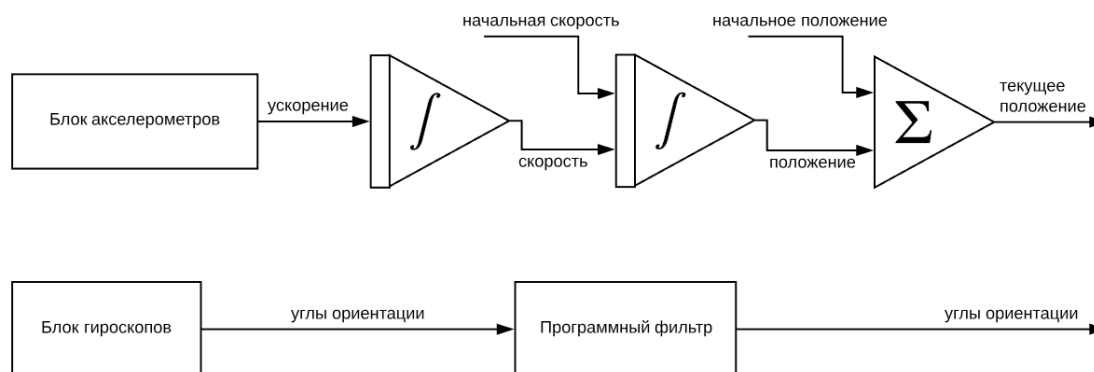 начальная скорость
начальное положение
Блок акселерометров
ускорение
∫
скорость
∫
положение
Σ
текущее
положение
Блок гироскопов
углы ориентации
Программный фильтр
углы ориентации